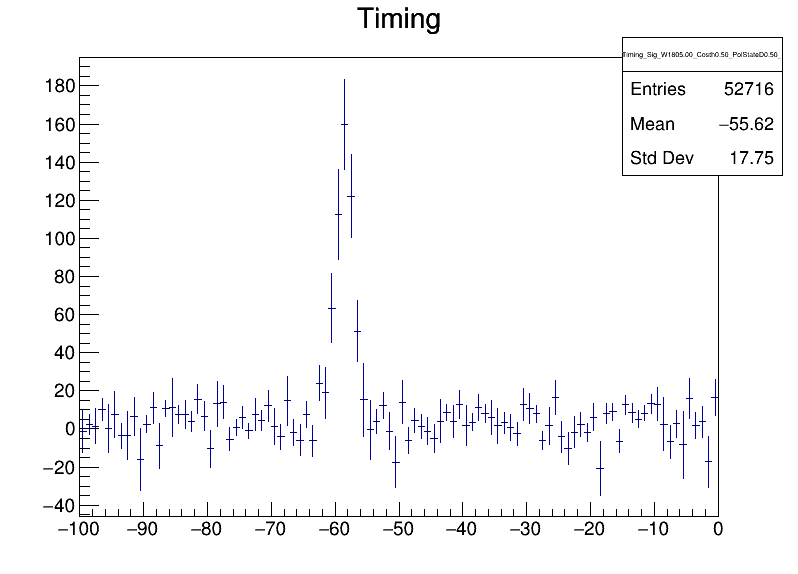 Timing
Timing_Sig_W1805.00_Costh0.50_PolStateD0.50_
Entries 52716
Mean −55.62
Std Dev 17.75
180
160
140
120
100
80
60
40
20
0
−20
−40
−100 −90 −80 −70 −60 −50 −40 −30 −20 −10 0